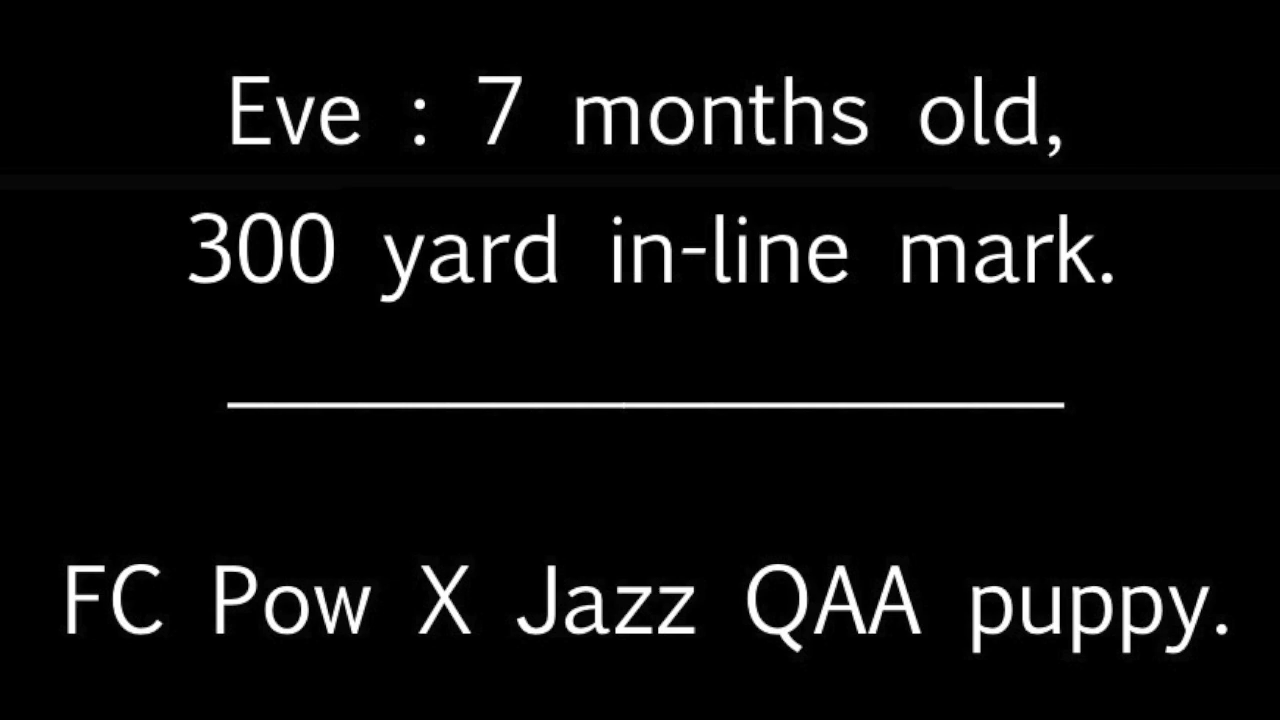 Eve : 7 months old,
300 yard in-line mark.
FC Pow X Jazz QAA puppy.